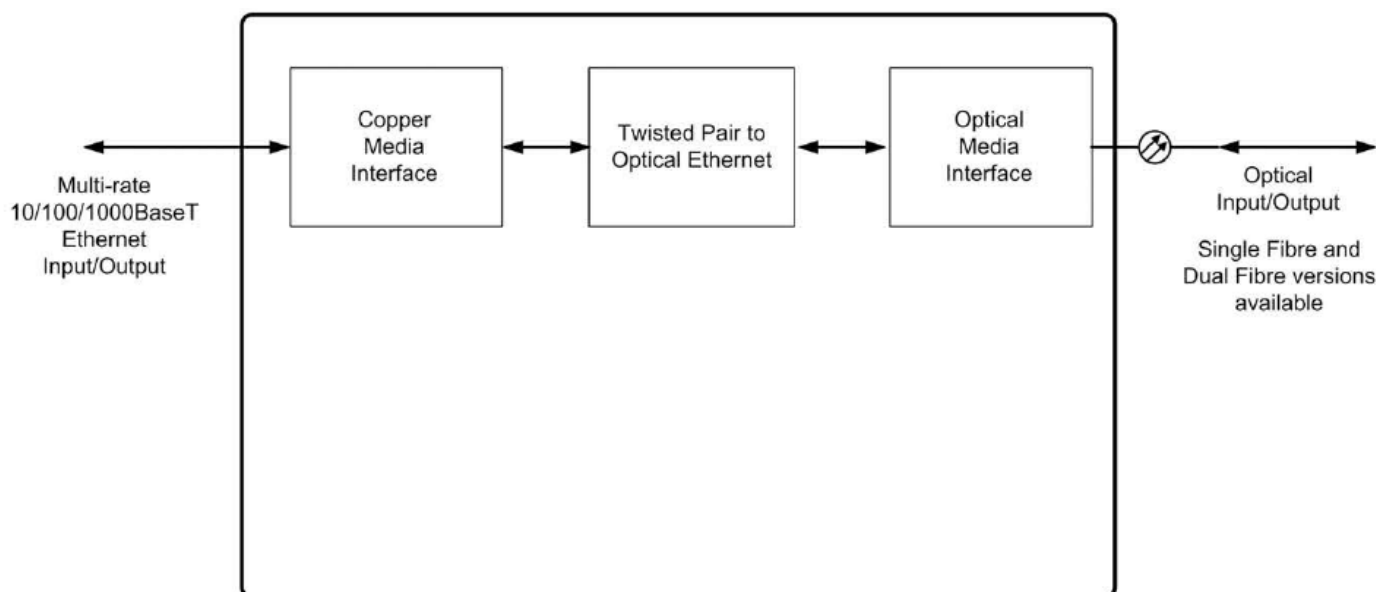 Copper
Media
Interface
Twisted Pair to
Optical Ethernet
Optical
Media
Interface
Multi-rate
10/100/1000BaseT
Ethernet
Input/Output
Optical
Input/Output
Single Fibre and
Dual Fibre versions
available